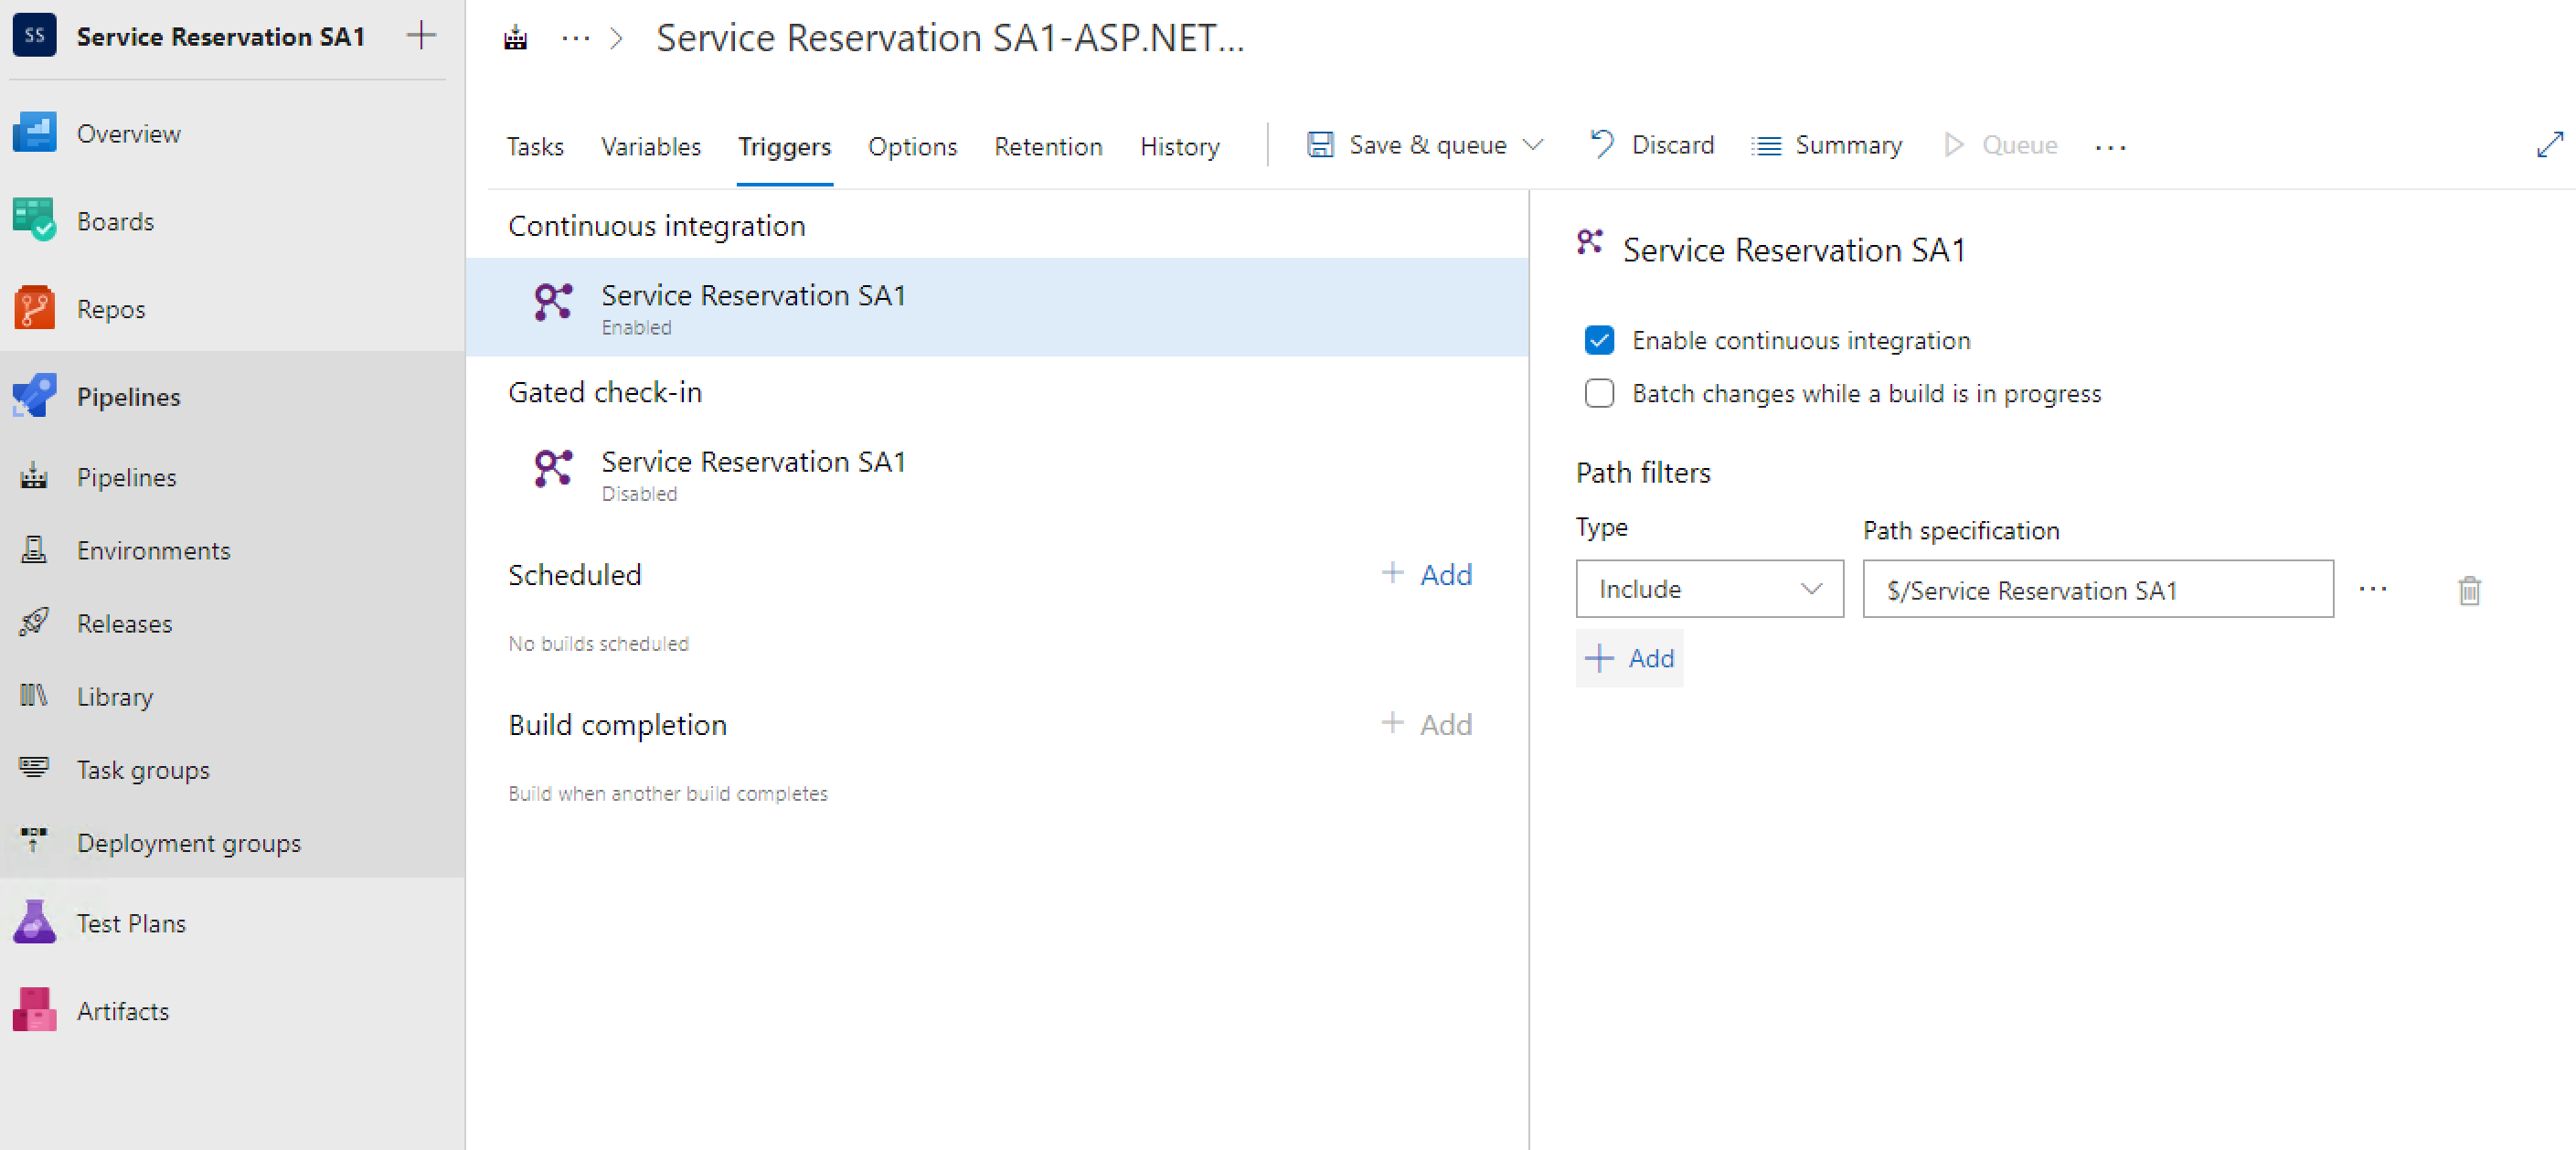 SS
Service Reservation SA1
Overview
Boards
Repos
Pipelines
Pipelines
Environments
Releases
Library
Task groups
Deployment groups
Test Plans
Artifacts
... Service Reservation SA1-ASP.NET...
Tasks Variables Triggers Options Retention History Save & queue Discard Summary Queue ...
Continuous integration
Service Reservation SA1
Enabled
Gated check-in
Service Reservation SA1
Disabled
Scheduled + Add
No builds scheduled
Build completion + Add
Build when another build completes
Service Reservation SA1
Enable continuous integration
Batch changes while a build is in progress
Path filters
Type Path specification
Include $/Service Reservation SA1 ...
+ Add